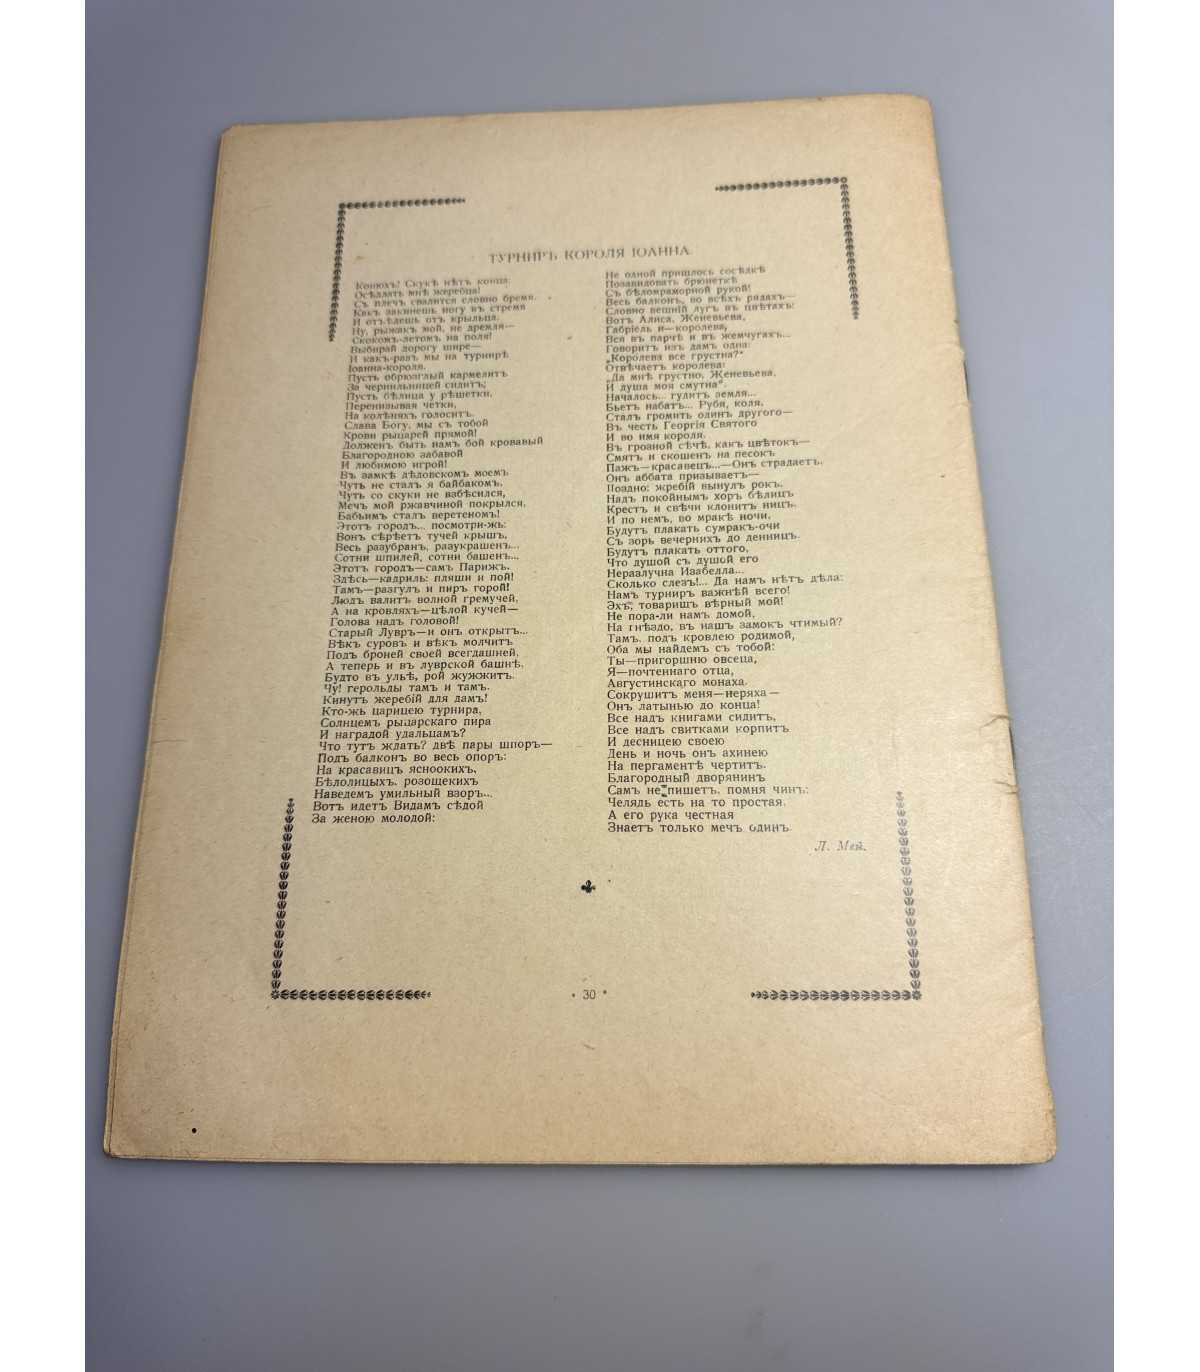 ТУРНИРЪ КОРОЛЯ ІОАННА.
Конюхъ! Скукѣ нѣтъ конца:
Осѣдлать мнѣ жеребца!
Съ плечъ свалится словно бремя,
Какъ закинешь ногу въ стремя
И отъѣдешь отъ крыльца.
Ну, рыжакъ мой, не дремля—
Скокомъ-летомъ на поля!
Выбирай дорогу шире—
И какъ-разъ мы на турнирѣ
Іоанна-короля.
Пусть обрюзглый кармелитъ
За чернильницей сидитъ;
Пусть бѣлица у рѣшетки,
Перенизывая четки,
На колѣняхъ голоситъ.
Слава Богу, мы съ тобой
Крови рыцарей прямой!
Долженъ быть намъ бой кровавый
Благородною забавой
И любимою игрой!
Въ замкѣ дѣдовскомъ моемъ
Чуть не сталъ я байбакомъ,
Чуть со скуки не взбѣсился,
Мечъ мой ржавчиной покрылся,
Бабьимъ сталъ веретеномъ!
Этотъ городъ... посмотри-жь:
Вонъ сѣрѣетъ тучей крышъ,
Весь разубранъ, разукрашенъ...
Сотни шпилей, сотни башенъ...
Этотъ городъ—самъ Парижъ.
Здѣсь—кадриль: пляши и пой!
Тамъ—разгулъ и пиръ горой!
Людъ валитъ волной гремучей,
А на кровляхъ—цѣлой кучей—
Голова надъ головой!
Старый Лувръ—и онъ открытъ...
Вѣкъ суровъ и вѣкъ молчитъ
Подъ броней своей всегдашней,
А теперь и въ луврской башнѣ,
Будто въ ульѣ, рой жужжитъ.
Чу! герольды тамъ и тамъ.
Кинутъ жеребій для дамъ!
Кто-жь царицею турнира,
Солнцемъ рыцарскаго пира
И наградой удальцамъ?
Что тутъ ждать? двѣ пары шпоръ—
Подъ балконъ во весь опоръ:
На красавицъ яснооокихъ,
Бѣлолицыхъ, розощекихъ
Наведемъ умильный взоръ...
Вотъ идетъ Видамъ сѣдой
За женою молодой:
Не одной пришлось сосѣдкѣ
Позавидовать брюнеткѣ
Съ бѣломраморной рукой!
Весь балконъ, во всѣхъ рядахъ—
Словно вешній лугъ въ цвѣтахъ:
Вотъ Алиса, Женевьева,
Габріель и—королева,
Вся въ парчѣ и въ жемчугахъ...
Говоритъ изъ дамъ одна:
„Королева все грустна?“
Отвѣчаетъ королева:
„Да мнѣ грустно, Женевьева,
И душа моя смутна“.
Началось... гудитъ земля...
Бьетъ набатъ... Рубя, коля,
Сталъ громить одинъ другого—
Въ честь Георгія Святого
И во имя короля.
Въ грозной сѣчѣ, какъ цвѣтокъ—
Смятъ и скошенъ на песокъ
Пажъ—красавецъ...—Онъ страдаетъ,
Онъ аббата призываетъ—
Поздно: жребій вынулъ рокъ.
Надъ покойнымъ хоръ бѣлицъ
Крестъ и свѣчи клонитъ ницъ,
И по немъ, во мракѣ ночи,
Будутъ плакать сумракъ-очи
Съ зорь вечернихъ до денницъ.
Будутъ плакать оттого,
Что душой съ душой его
Неразлучна Изабелла...
Сколько слезъ!... Да намъ нѣтъ дѣла:
Намъ турниръ важнѣй всего!
Эхъ, товарищъ вѣрный мой!
Не пора-ли намъ домой,
На гнѣздо, въ нашъ замокъ чтимый?
Тамъ, подъ кровлею родимой,
Оба мы найдемъ съ тобой:
Ты—пригоршню овсеца,
Я—почтеннаго отца,
Августинскаго монаха.
Сокрушитъ меня—неряха—
Онъ латынью до конца!
Все надъ книгами сидитъ,
Все надъ свитками корпитъ
И десницею своею
День и ночь онъ ахинею
На пергаментѣ чертитъ.
Благородный дворянинъ
Самъ не пишетъ, помня чинъ:
Челядь есть на то простая,
А его рука честная
Знаетъ только мечъ одинъ.
Л. Мей.
• 30 •